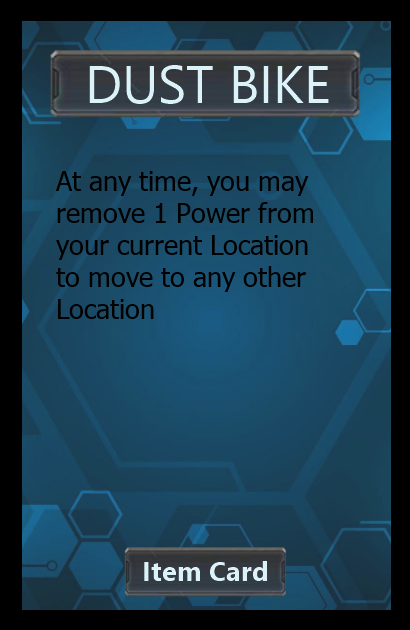 DUST BIKE
At any time, you may
remove 1 Power from
your current Location
to move to any other
Location
Item Card